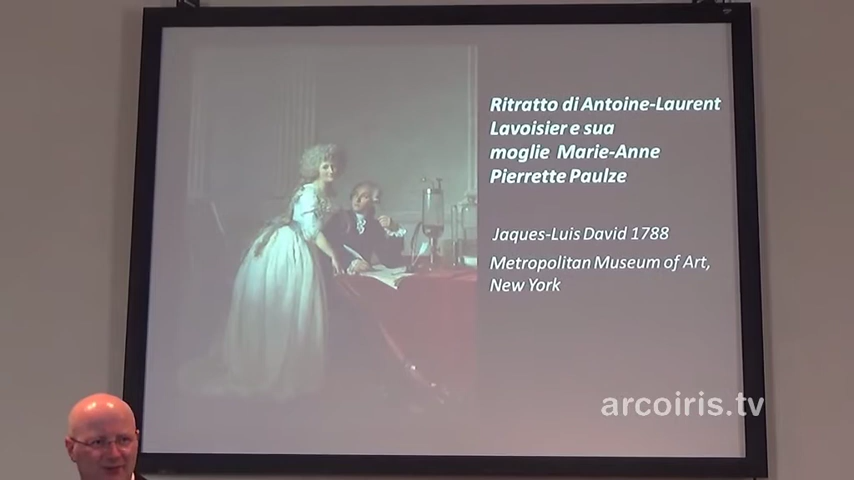 Ritratto di Antoine-Laurent
Lavoisier e sua
moglie Marie-Anne
Pierrette Paulze
Jaques-Luis David 1788
Metropolitan Museum of Art,
New York
arcoiris.tv